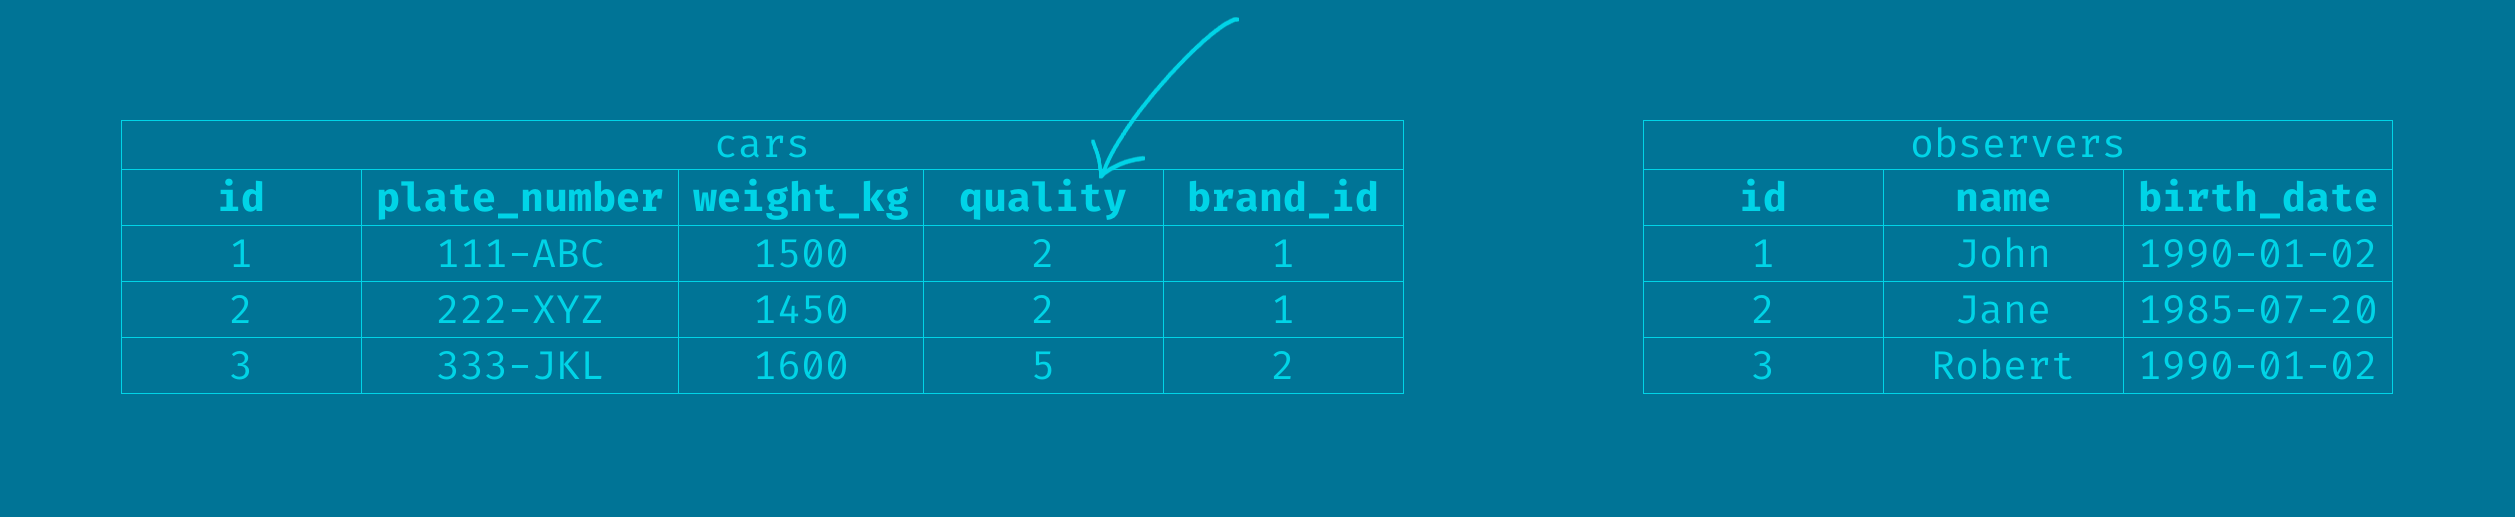 cars
id plate_number weight_kg quality brand_id
1 111-ABC 1500 2 1
2 222-XYZ 1450 2 1
3 333-JKL 1600 5 2
observers
id name birth_date
1 John 1990-01-02
2 Jane 1985-07-20
3 Robert 1990-01-02